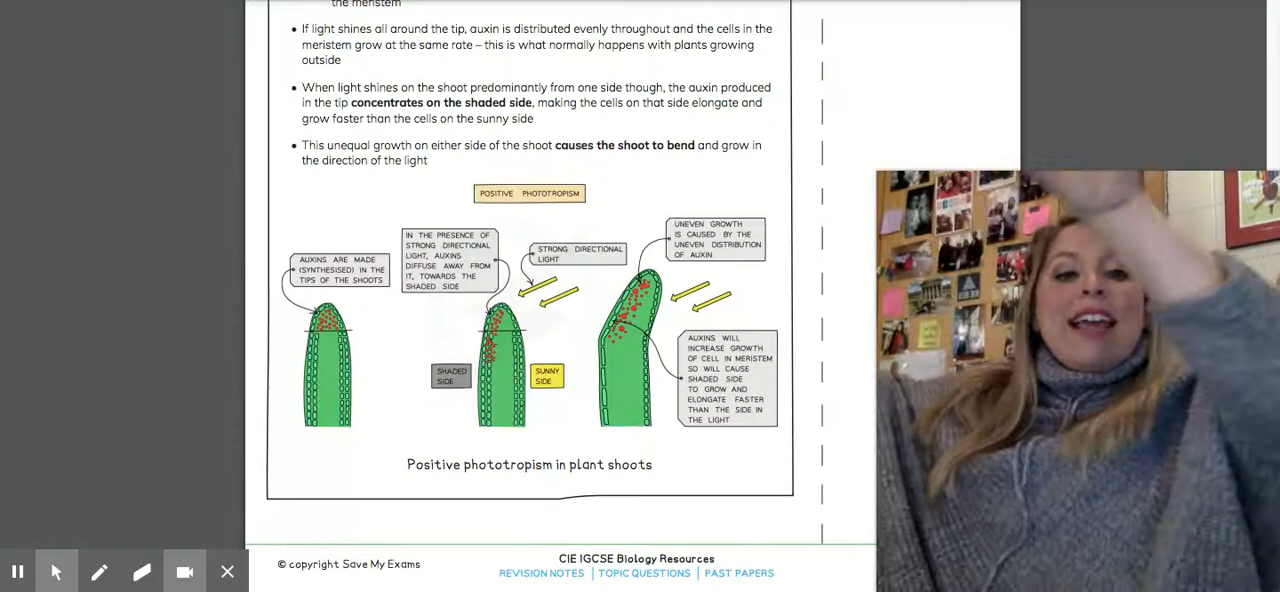 the meristem
• If light shines all around the tip, auxin is distributed evenly throughout and the cells in the
meristem grow at the same rate – this is what normally happens with plants growing
outside
• When light shines on the shoot predominantly from one side though, the auxin produced
in the tip concentrates on the shaded side, making the cells on that side elongate and
grow faster than the cells on the sunny side
• This unequal growth on either side of the shoot causes the shoot to bend and grow in
the direction of the light
POSITIVE PHOTOTROPISM
AUXINS ARE MADE
(SYNTHESISED) IN THE
TIPS OF THE SHOOTS
IN THE PRESENCE OF
STRONG DIRECTIONAL
LIGHT, AUXINS
DIFFUSE AWAY FROM
IT, TOWARDS THE
SHADED SIDE
STRONG DIRECTIONAL
LIGHT
UNEVEN GROWTH
IS CAUSED BY THE
UNEVEN DISTRIBUTION
OF AUXIN
SHADED
SIDE
SUNNY
SIDE
AUXINS WILL
INCREASE GROWTH
OF CELL IN MERISTEM
SO WILL CAUSE
SHADED SIDE
TO GROW AND
ELONGATE FASTER
THAN THE SIDE IN
THE LIGHT
Positive phototropism in plant shoots
© copyright Save My Exams
CIE IGCSE Biology Resources
REVISION NOTES | TOPIC QUESTIONS | PAST PAPERS